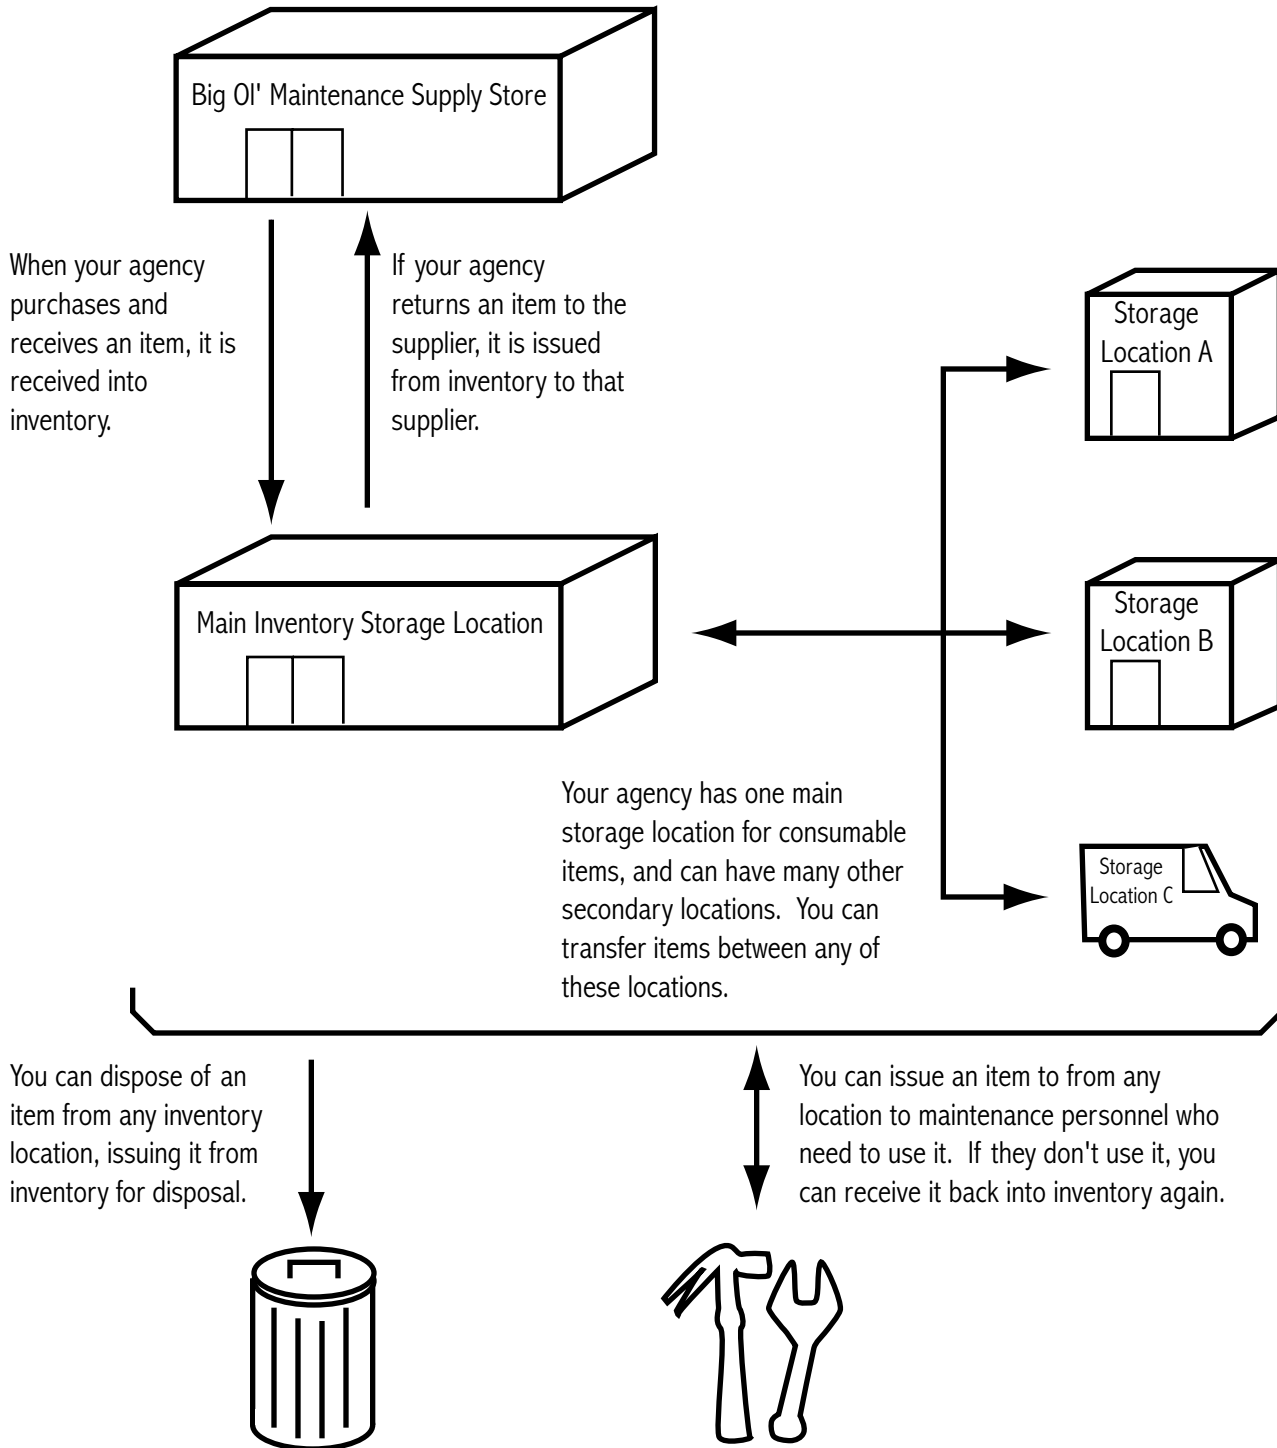 Big Ol' Maintenance Supply Store
When your agency
purchases and
receives an item, it is
received into
inventory.
If your agency
returns an item to the
supplier, it is issued
from inventory to that
supplier.
Storage
Location A
Main Inventory Storage Location
Storage
Location B
Your agency has one main
storage location for consumable
items, and can have many other
secondary locations.  You can
transfer items between any of
these locations.
Storage
Location C
You can dispose of an
item from any inventory
location, issuing it from
inventory for disposal.
You can issue an item to from any
location to maintenance personnel who
need to use it.  If they don't use it, you
can receive it back into inventory again.